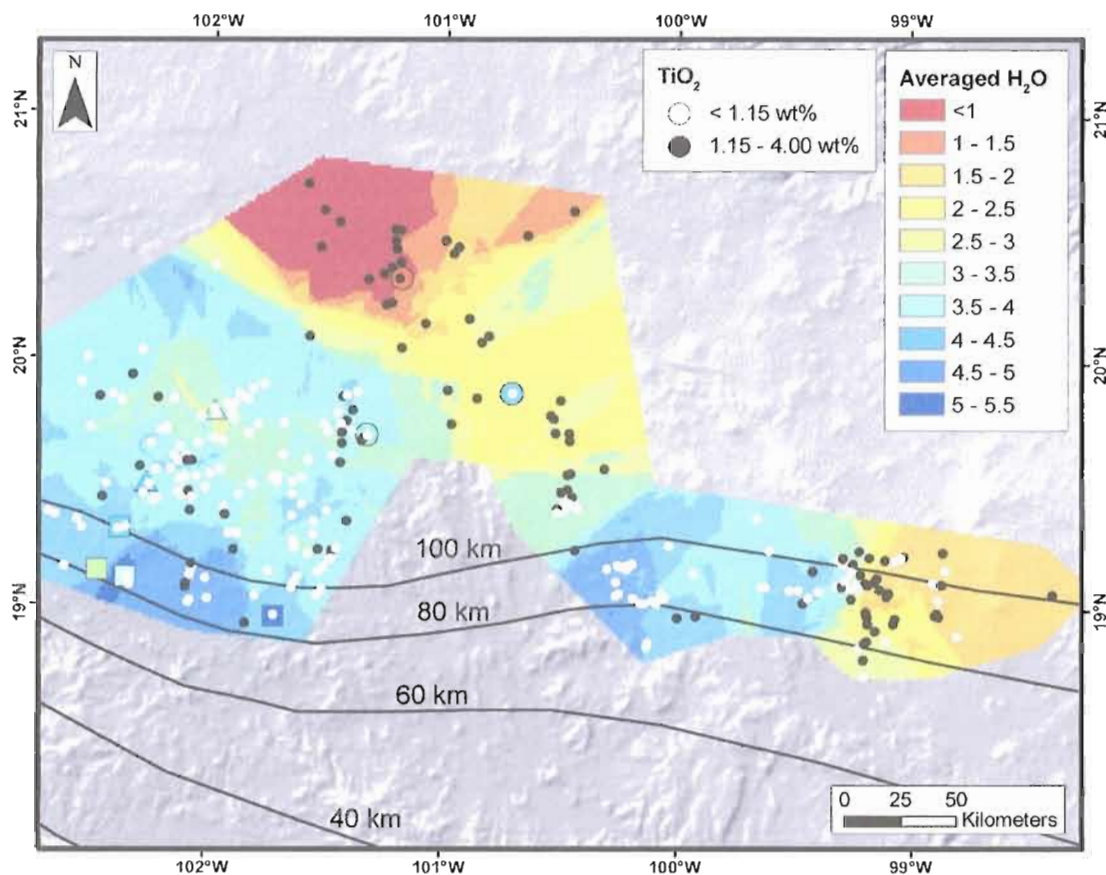 102°W 101°W 100°W 99°W
N
21°N
21°N
TiO₂
< 1.15 wt%
1.15 - 4.00 wt%
Averaged H₂O
<1
1 - 1.5
1.5 - 2
2 - 2.5
2.5 - 3
3 - 3.5
3.5 - 4
4 - 4.5
4.5 - 5
5 - 5.5
20°N
20°N
100 km
19°N
19°N
80 km
60 km
40 km
0 25 50
Kilometers
102°W 101°W 100°W 99°W